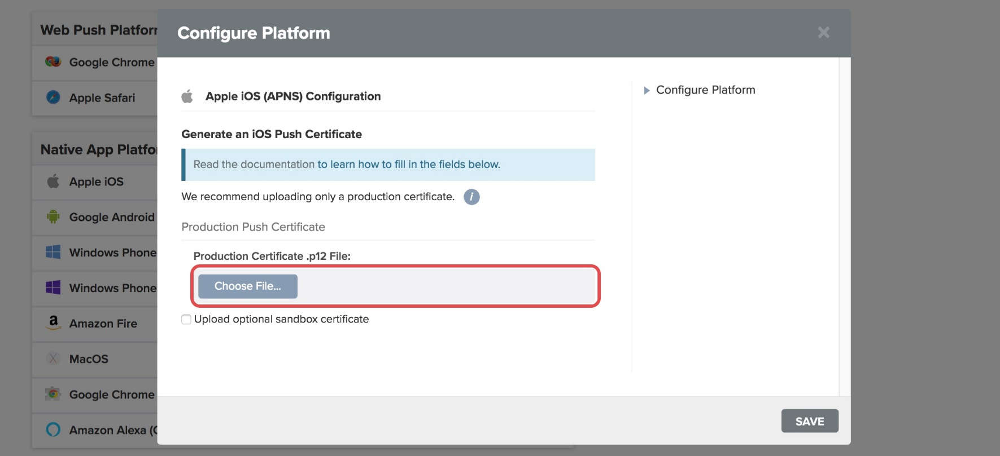 Web Push Platfor
Google Chrome
Apple Safari
Native App Platfo
Apple iOS
Google Android
Windows Phone
Windows Phone
Amazon Fire
MacOS
Google Chrome
Amazon Alexa (
Configure Platform
Apple iOS (APNS) Configuration
Generate an iOS Push Certificate
Read the documentation to learn how to fill in the fields below.
We recommend uploading only a production certificate. i
Production Push Certificate
Production Certificate .p12 File:
Choose File...
Upload optional sandbox certificate
Configure Platform
SAVE